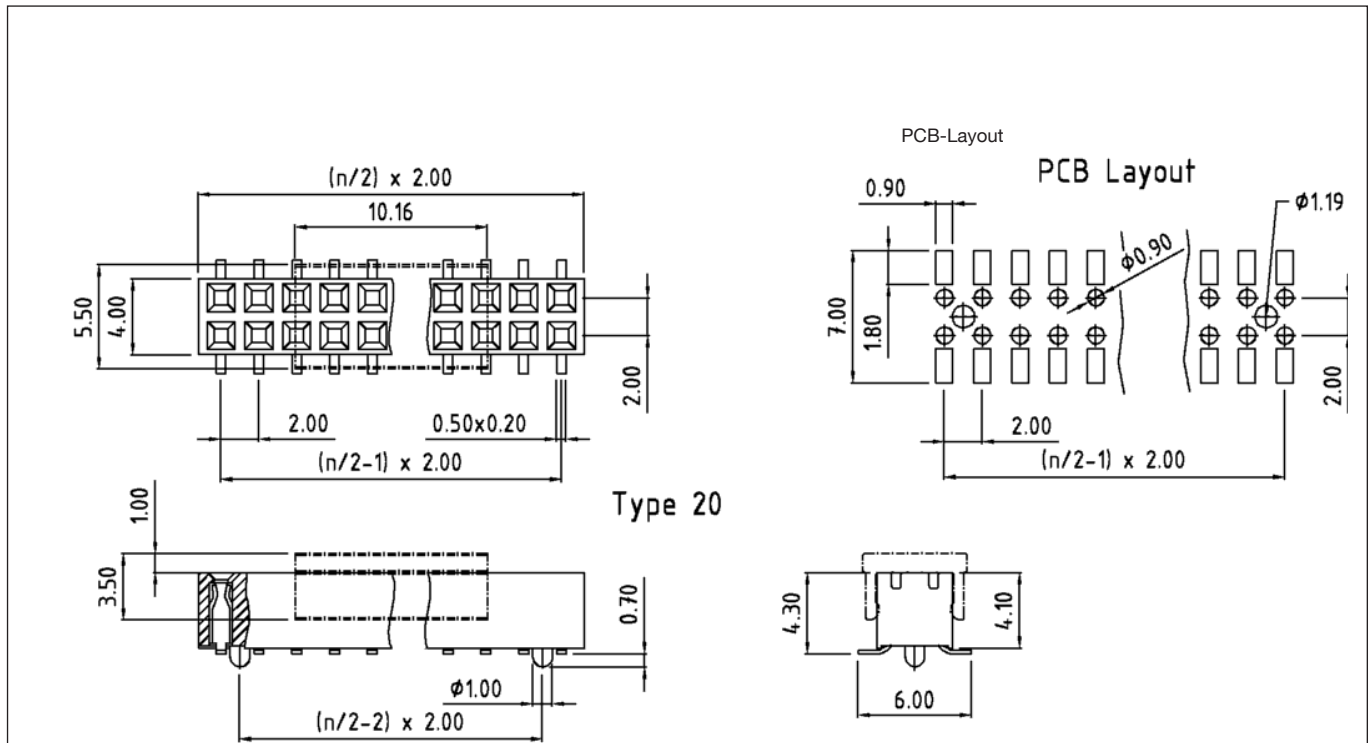 PCB-Layout
PCB Layout
(n/2) x 2.00
10.16
5.50
4.00
2.00
2.00
0.50x0.20
(n/2-1) x 2.00
0.90
ϕ1.19
ϕ0.90
7.00
1.80
2.00
2.00
(n/2-1) x 2.00
Type 20
1.00
3.50
0.70
ϕ1.00
(n/2-2) x 2.00
4.30
4.10
6.00